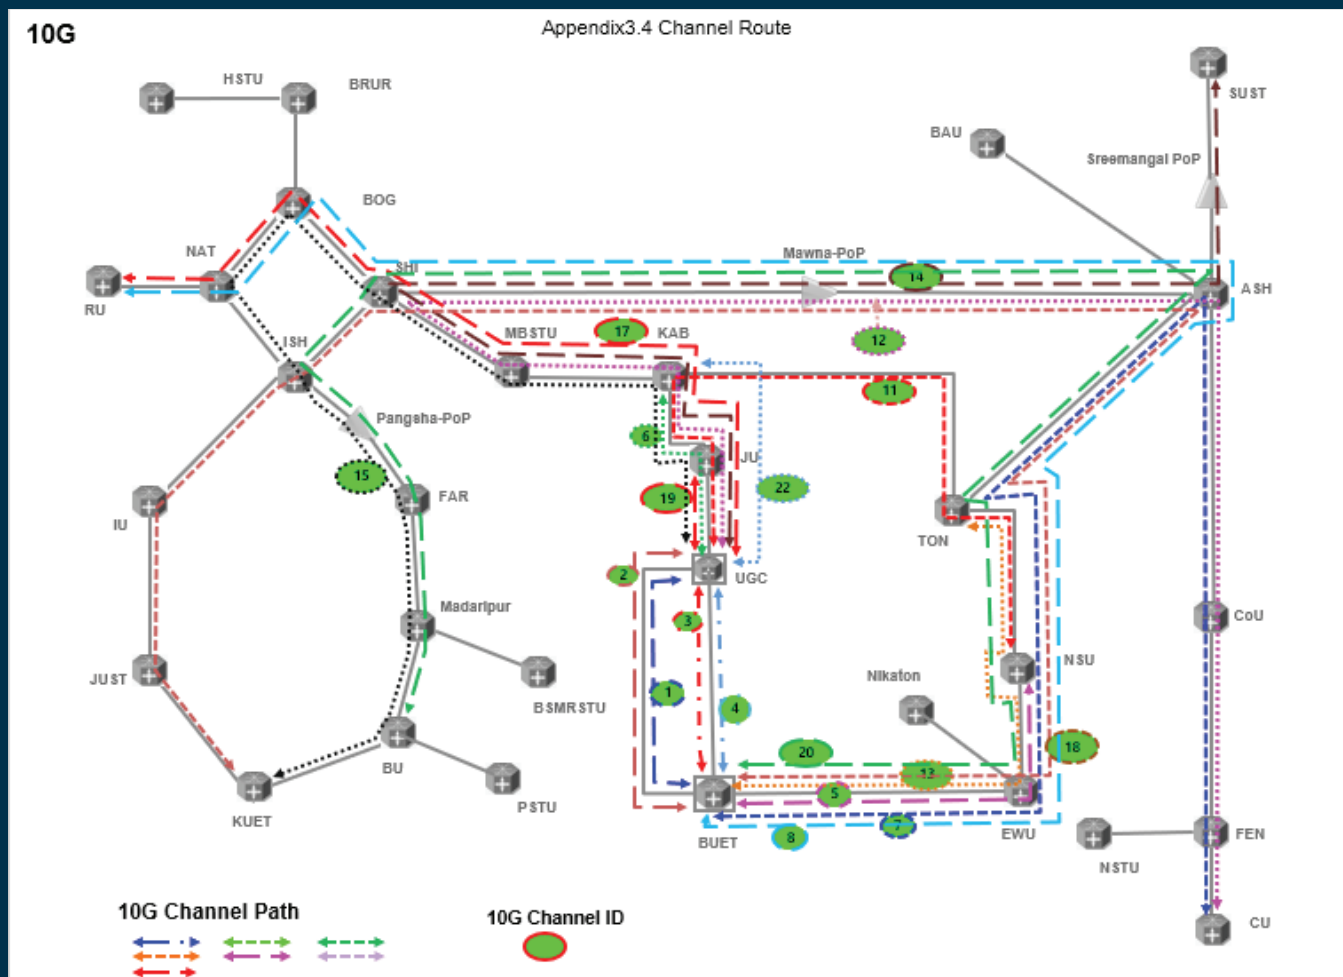 10G
Appendix3.4 Channel Route
HSTU
BRUR
SUST
BAU
Sreemangal PoP
BOG
NAT
Mawna-PoP
SHI
14
ASH
RU
17
MBSTU
KAB
12
ISH
11
Pangsha-PoP
6
JU
15
19
22
FAR
IU
TON
2
UGC
Madaripur
3
CoU
NSU
JUST
1
Nikaton
BSMRSTU
4
18
20
13
BU
5
PSTU
KUET
7
8
BUET
EWU
FEN
NSTU
10G Channel Path
10G Channel ID
CU